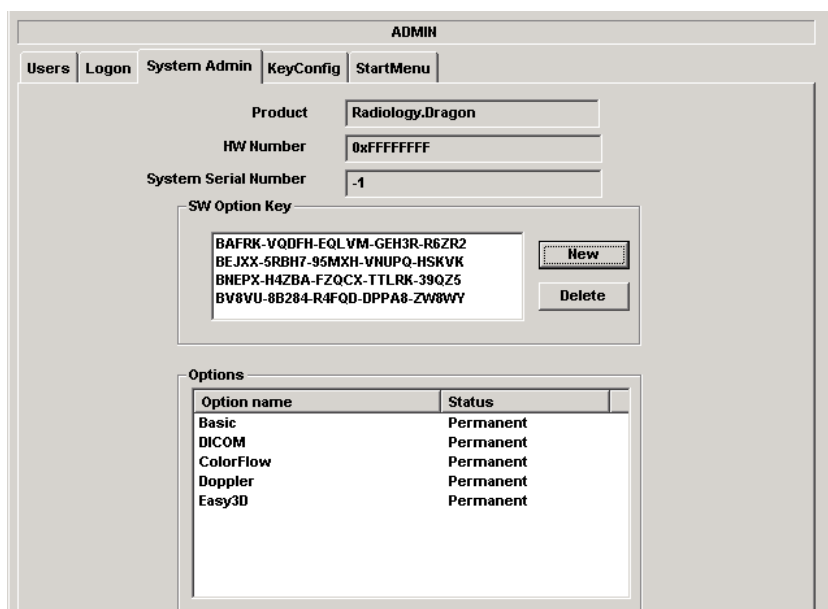 ADMIN
Users Logon System Admin KeyConfig StartMenu
Product Radiology.Dragon
HW Number 0xFFFFFFFF
System Serial Number -1
SW Option Key
BAFRK-VQDFH-EQLVM-GEH3R-R6ZR2
BEJXX-5RBH7-95MXH-VNUPQ-HSKVK
New
BNEPX-H4ZBA-FZQCX-TTLRK-39QZ5
BV8VU-8B284-R4FQD-DPPA8-ZW8WY
Delete
Options
Option name Status
Basic Permanent
DICOM Permanent
ColorFlow Permanent
Doppler Permanent
Easy3D Permanent